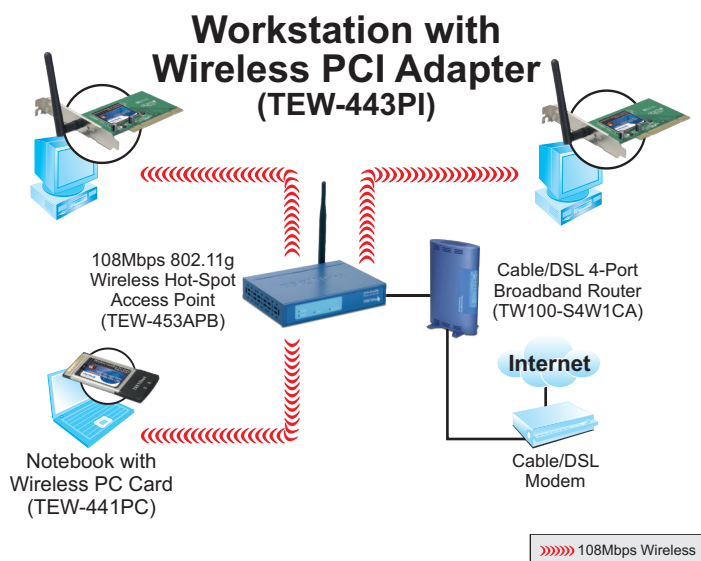 Workstation with
Wireless PCI Adapter
(TEW-443PI)
108Mbps 802.11g
Wireless Hot-Spot
Access Point
(TEW-453APB)
Cable/DSL 4-Port
Broadband Router
(TW100-S4W1CA)
Internet
Notebook with
Wireless PC Card
(TEW-441PC)
Cable/DSL
Modem
108Mbps Wireless